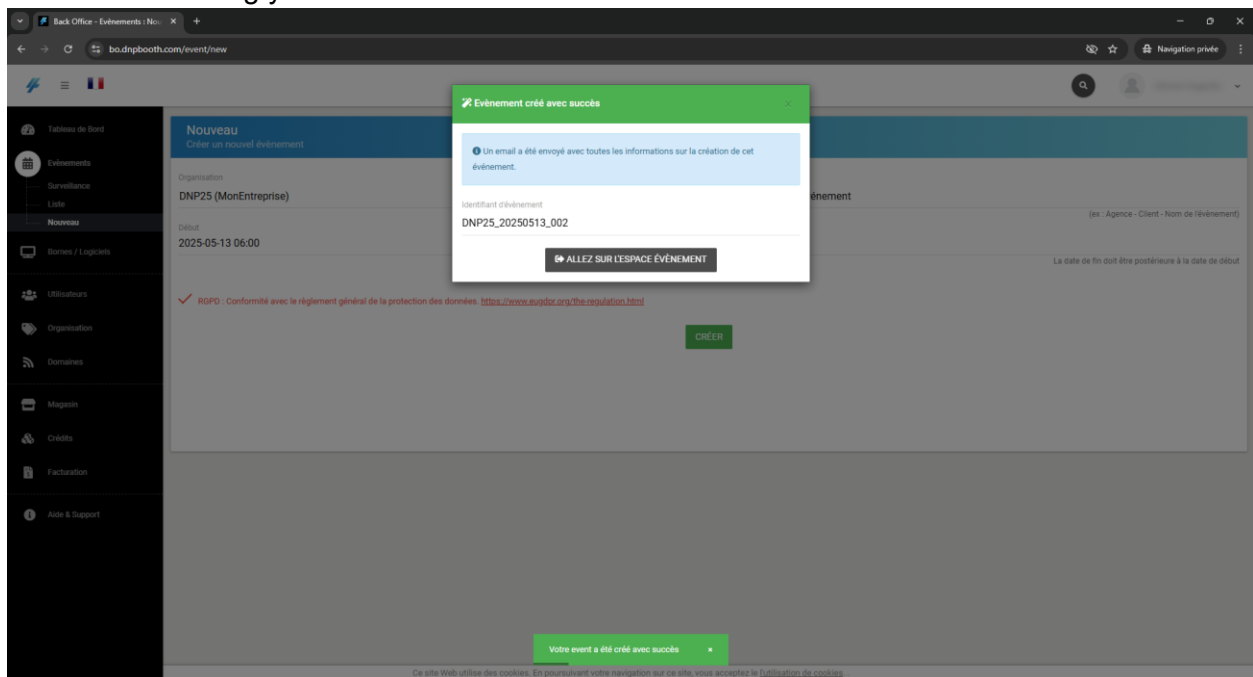 Back Office - Evènements : Nou
bo.dnpbooth.com/event/new
Navigation privée
Tableau de Bord
Evènements
Surveillance
Liste
Nouveau
Bornes / Logiciels
Utilisateurs
Organisation
Domaines
Magasin
Crédits
Facturation
Aide & Support
Nouveau
Créer un nouvel évènement
Organisation
DNP25 (MonEntreprise)
énement
(ex : Agence - Client - Nom de l'évènement)
Début
2025-05-13 06:00
La date de fin doit être postérieure à la date de début
RGPD : Conformité avec le règlement général de la protection des données. https://www.eugdpr.org/the-regulation.html
CRÉER
Evènement créé avec succès ×
Un email a été envoyé avec toutes les informations sur la création de cet
événement.
Identifiant d'évènement
DNP25_20250513_002
ALLEZ SUR L'ESPACE ÉVÈNEMENT
Votre event a été créé avec succès ×
Ce site Web utilise des cookies. En poursuivant votre navigation sur ce site, vous acceptez le l'utilisation de cookies.